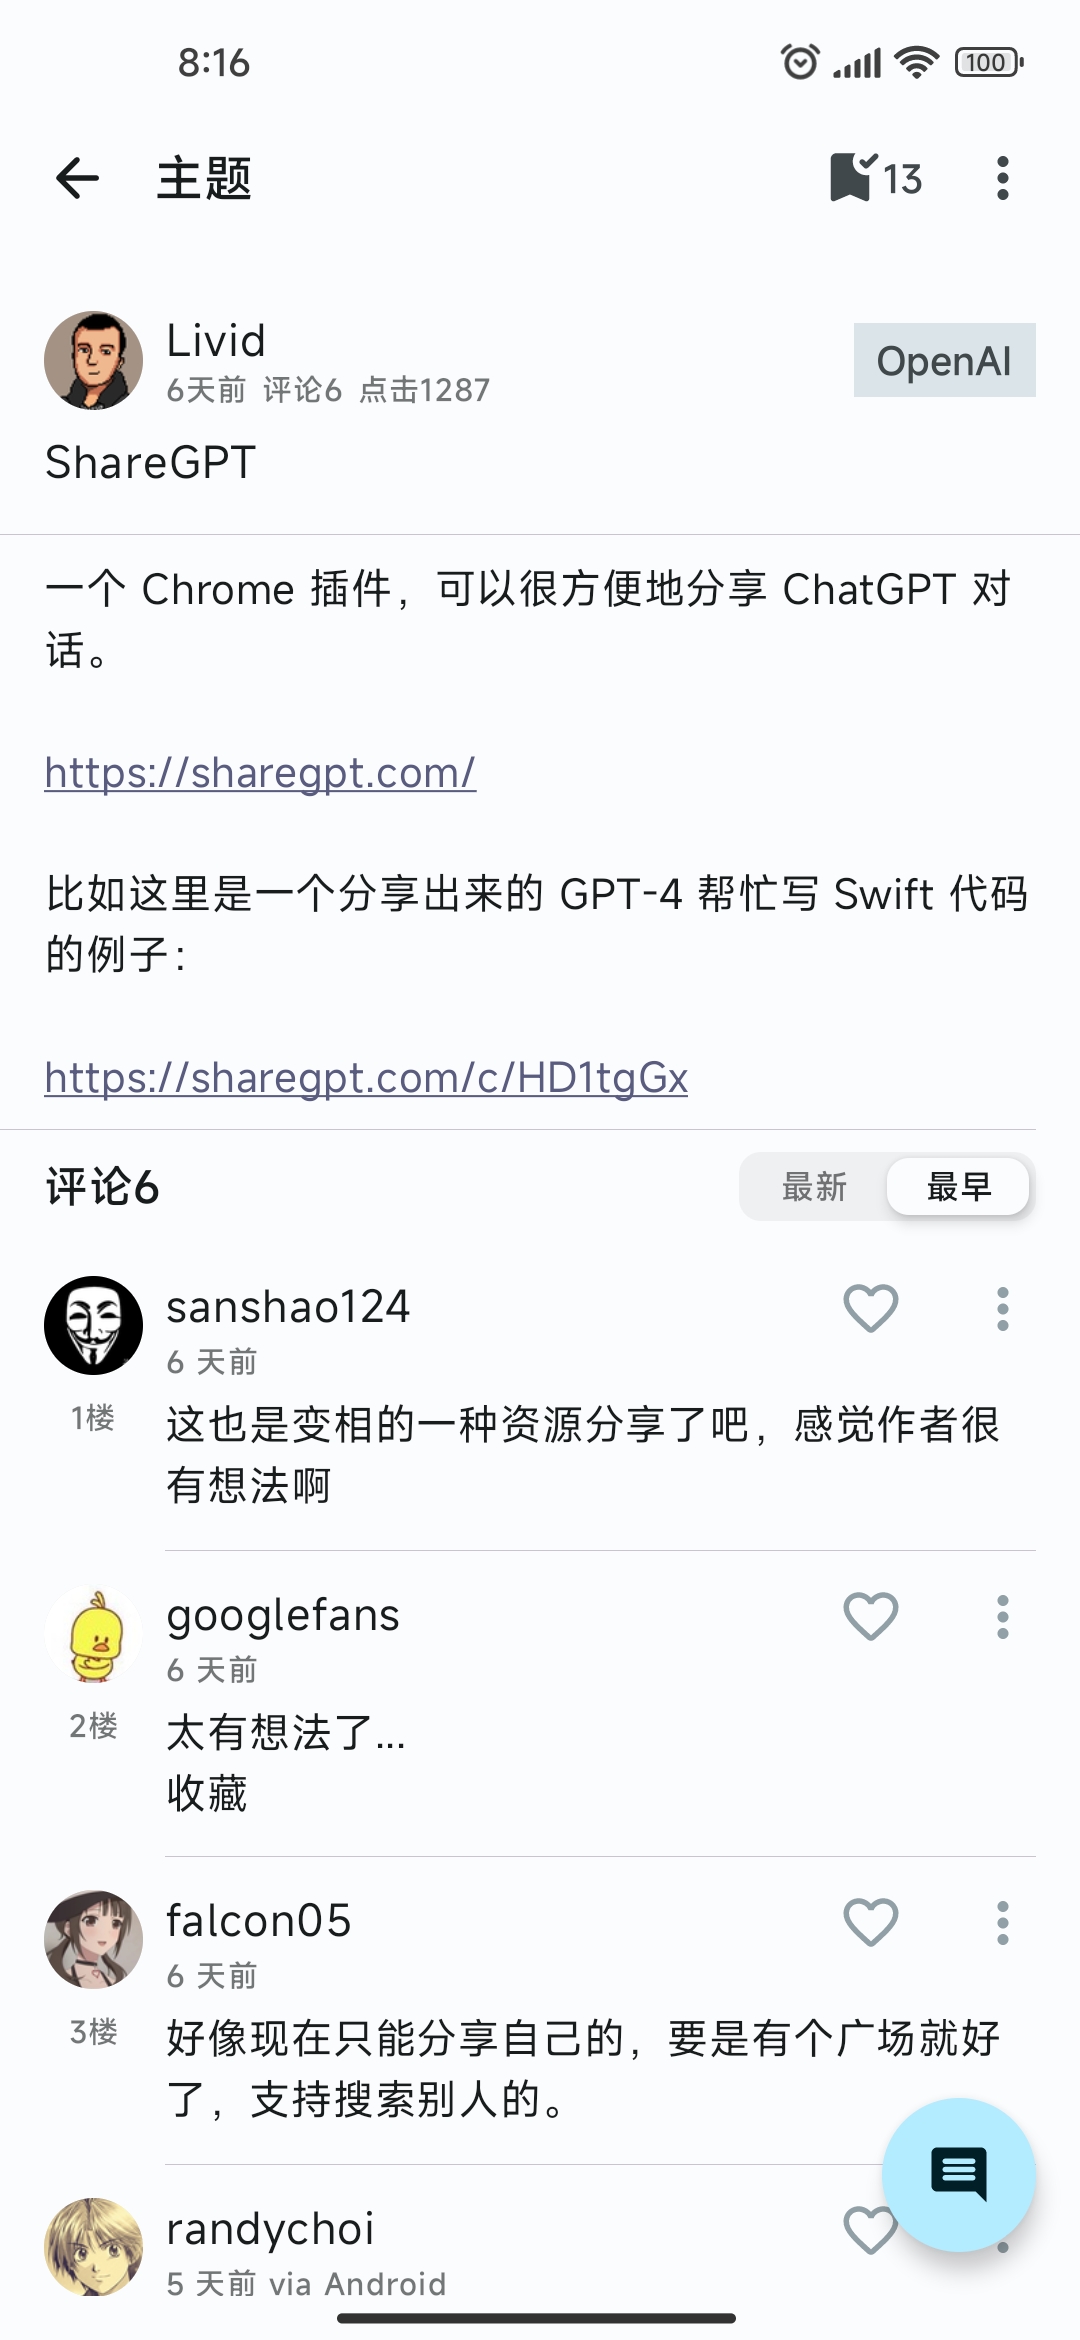 8:16
100
主题
13
Livid
6天前 评论6 点击1287
OpenAI
ShareGPT
一个 Chrome 插件，可以很方便地分享 ChatGPT 对
话。
https://sharegpt.com/
比如这里是一个分享出来的 GPT-4 帮忙写 Swift 代码
的例子：
https://sharegpt.com/c/HD1tgGx
评论6
最新
最早
sanshao124
6 天前
1楼
这也是变相的一种资源分享了吧，感觉作者很
有想法啊
googlefans
6 天前
2楼
太有想法了...
收藏
falcon05
6 天前
3楼
好像现在只能分享自己的，要是有个广场就好
了，支持搜索别人的。
randychoi
5 天前 via Android